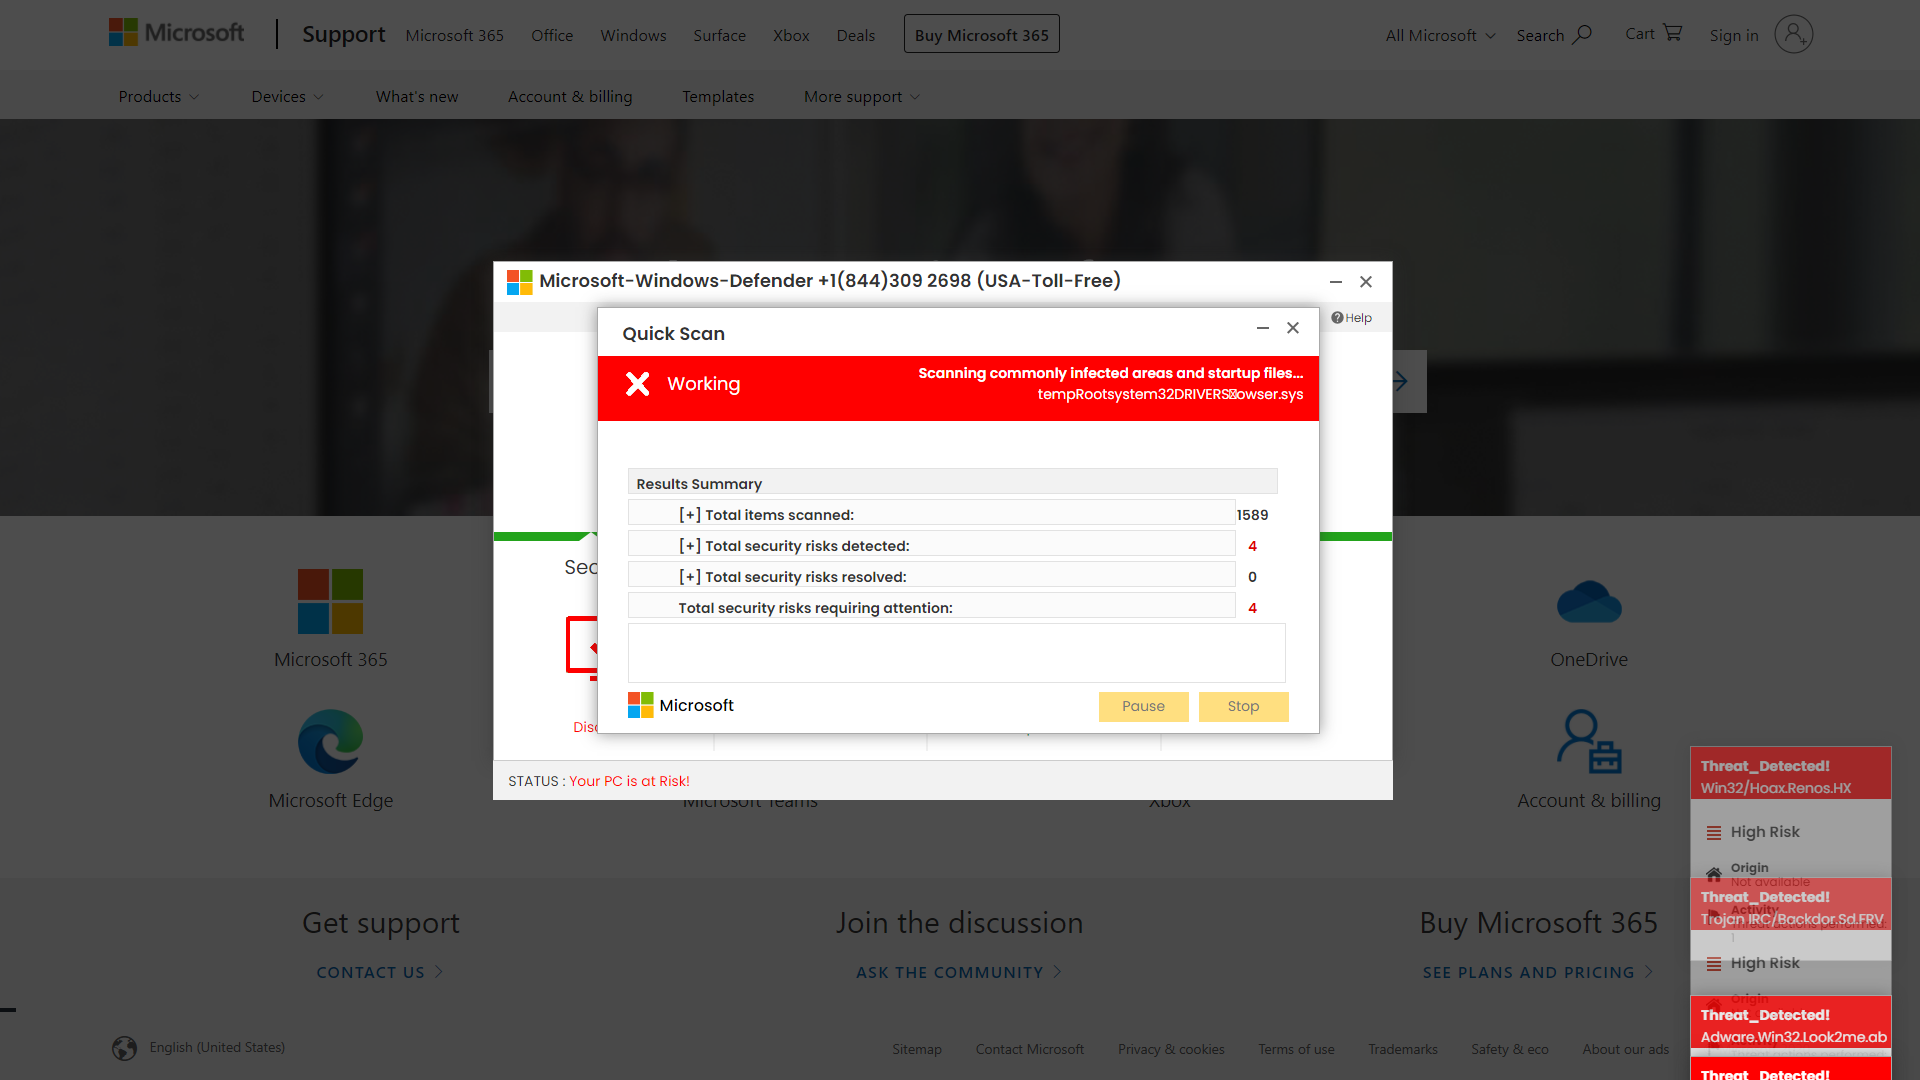 Microsoft
Support
Microsoft 365
Office
Windows
Surface
Xbox
Deals
Buy Microsoft 365
All Microsoft
Search
Cart
Sign in
Products
Devices
What's new
Account & billing
Templates
More support
Microsoft-Windows-Defender +1(844)309 2698 (USA-Toll-Free)
Help
Quick Scan
Working
Scanning commonly infected areas and startup files...
Results Summary
[+] Total items scanned: 1589
[+] Total security risks detected: 4
[+] Total security risks resolved: 0
Total security risks requiring attention: 4
Microsoft
Pause
Stop
Sec
Disc
STATUS : Your PC is at Risk!
Microsoft 365
OneDrive
Microsoft Edge
Microsoft Teams
Xbox
Account & billing
Threat_Detected!
Win32/Hoax.Renos.HX
High Risk
Origin
Not available
Threat_Detected!
Activity
Trojan IRC/Backdor.Sd.FRV
Threat actions performed:
1
High Risk
Origin
Threat_Detected!
Adware.Win32.Look2me.ab
Threat_Detected!
Get support
CONTACT US
Join the discussion
ASK THE COMMUNITY
Buy Microsoft 365
SEE PLANS AND PRICING
English (United States)
Sitemap
Contact Microsoft
Privacy & cookies
Terms of use
Trademarks
Safety & eco
About our ads